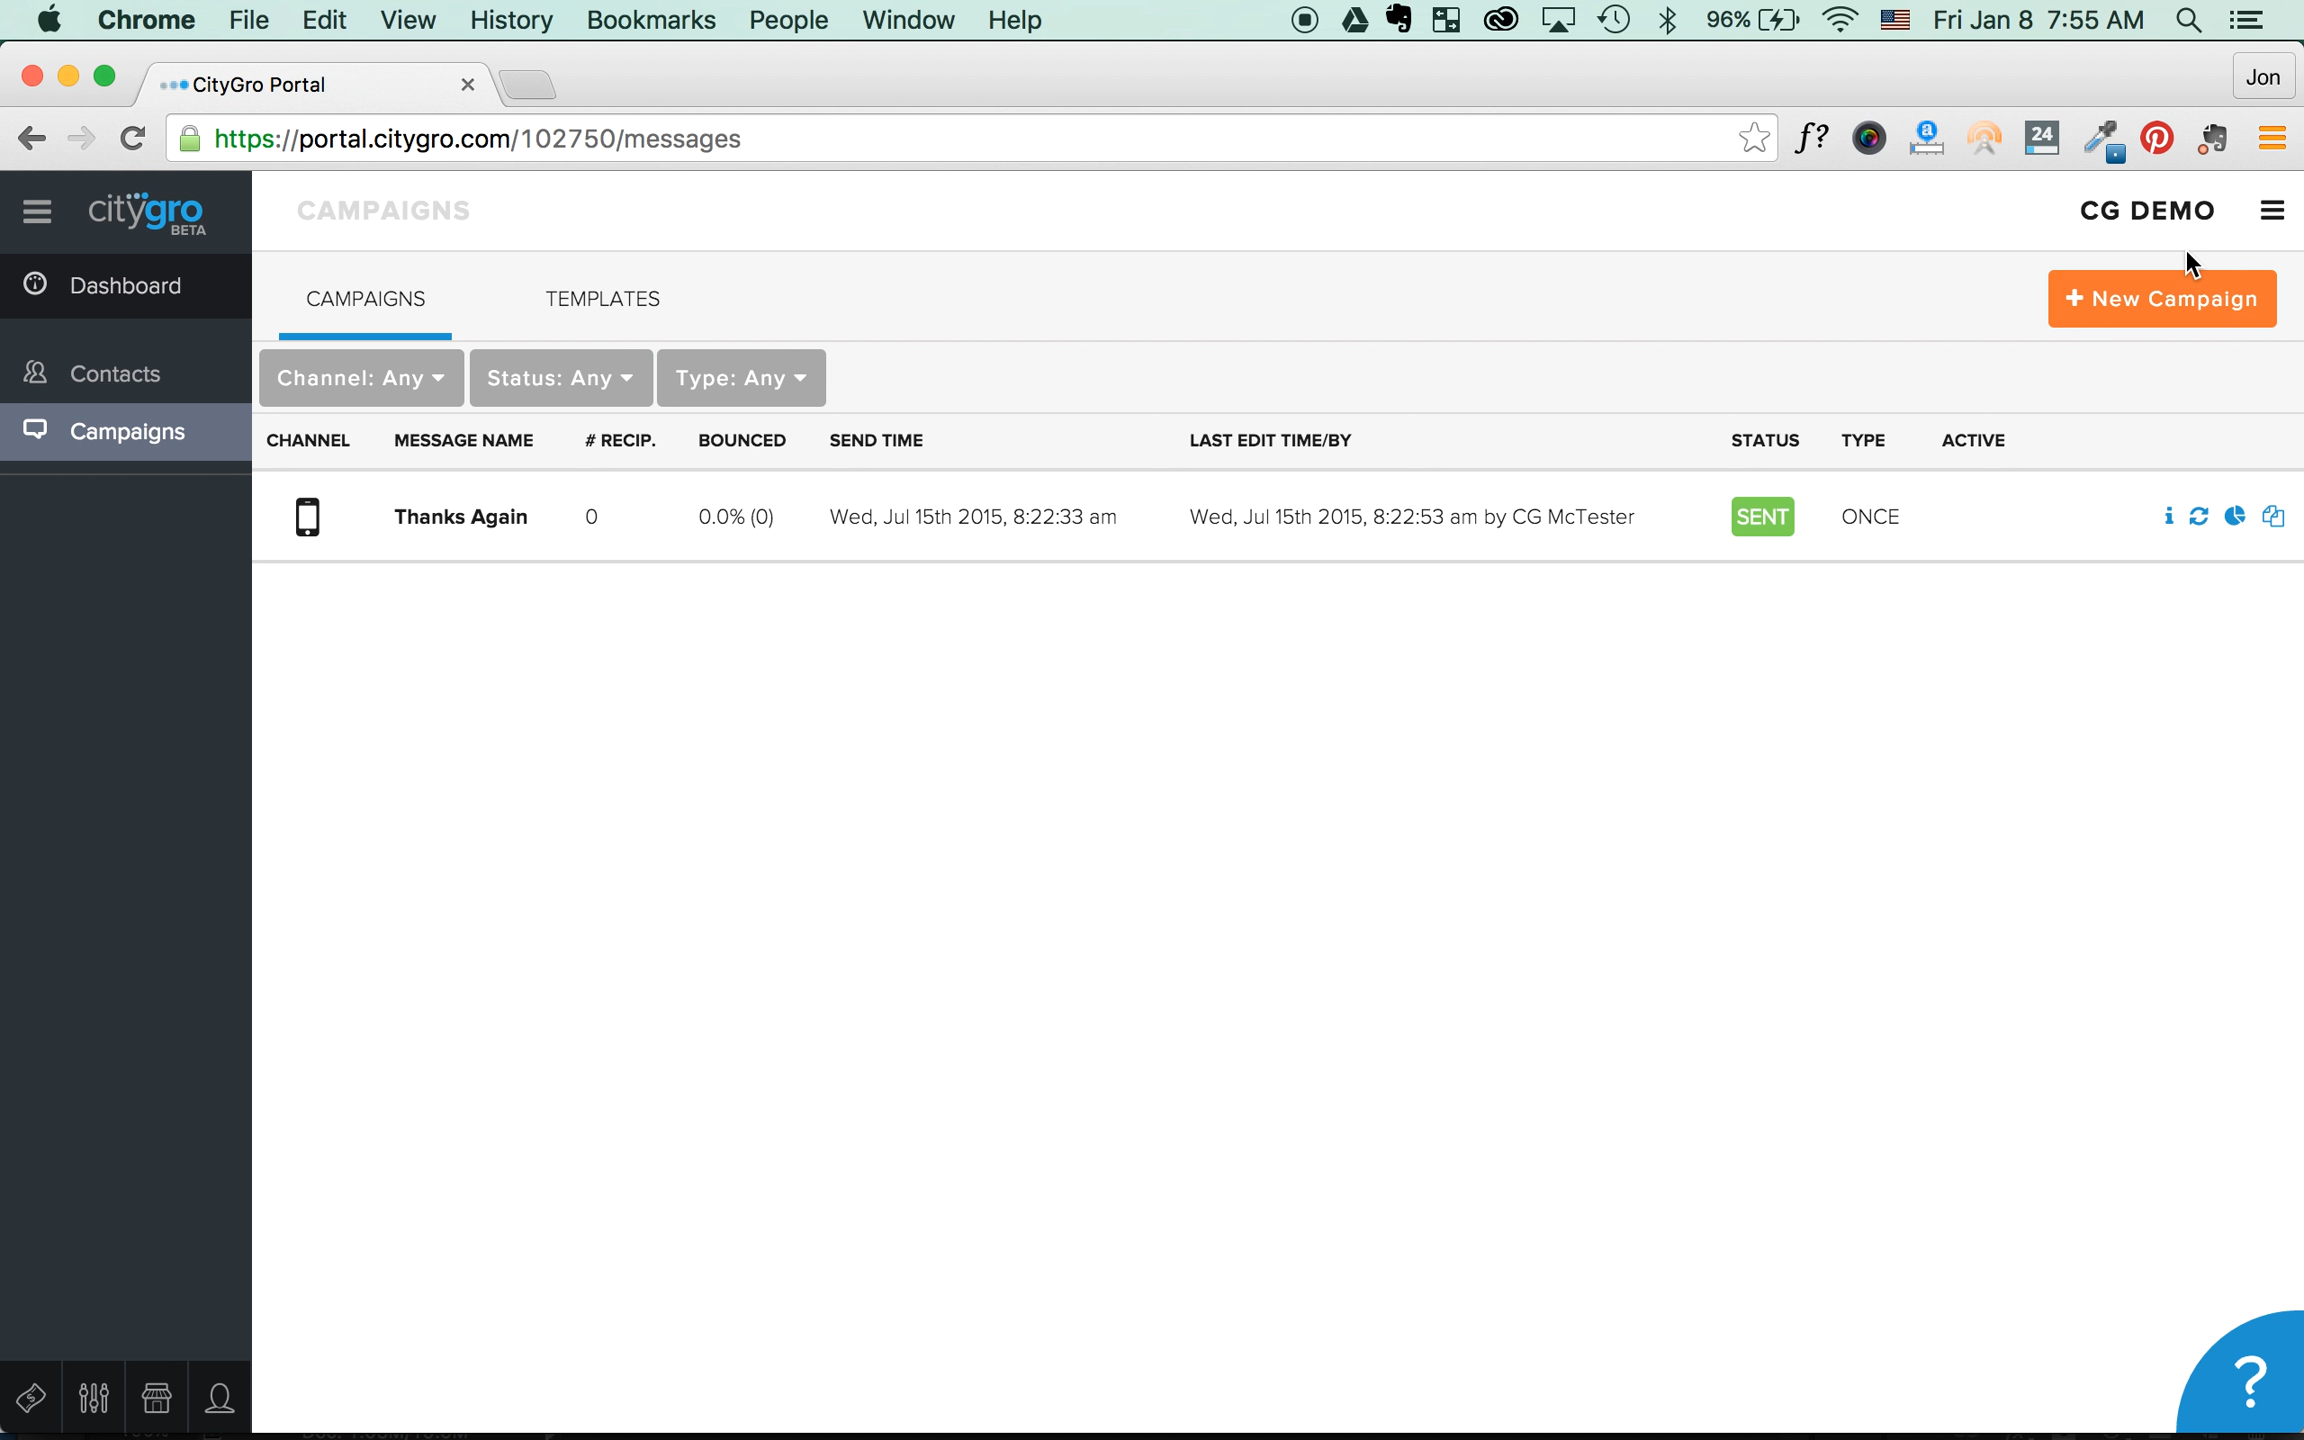 Chrome File Edit View History Bookmarks People Window Help 96% Fri Jan 8 7:55 AM
CityGro Portal Jon
https://portal.citygro.com/102750/messages f? a 24
citygro BETA CAMPAIGNS CG DEMO
Dashboard CAMPAIGNS TEMPLATES + New Campaign
Contacts Channel: Any Status: Any Type: Any
Campaigns CHANNEL MESSAGE NAME # RECIP. BOUNCED SEND TIME LAST EDIT TIME/BY STATUS TYPE ACTIVE
Thanks Again 0 0.0% (0) Wed, Jul 15th 2015, 8:22:33 am Wed, Jul 15th 2015, 8:22:53 am by CG McTester SENT ONCE i
?